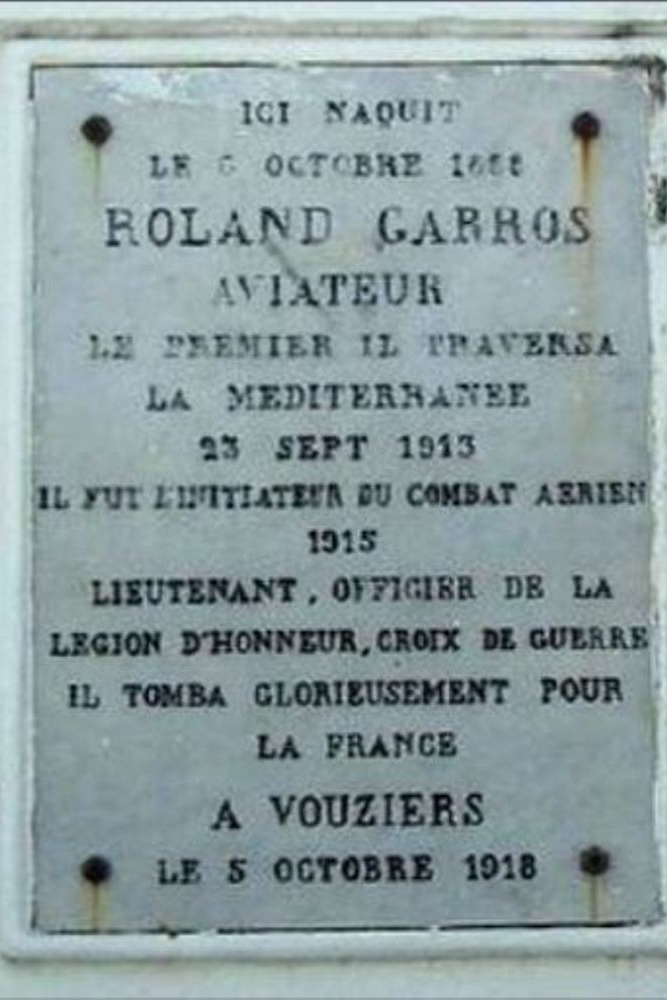 ICI NAQUIT
LE 6 OCTOBRE 1888
ROLAND GARROS
AVIATEUR
LE PREMIER IL TRAVERSA
LA MEDITERRANEE
23 SEPT 1913
IL FUT L'INITIATEUR DU COMBAT AERIEN
1915
LIEUTENANT, OFFICIER DE LA
LEGION D'HONNEUR, CROIX DE GUERRE
IL TOMBA GLORIEUSEMENT POUR
LA FRANCE
A VOUZIERS
LE 5 OCTOBRE 1918